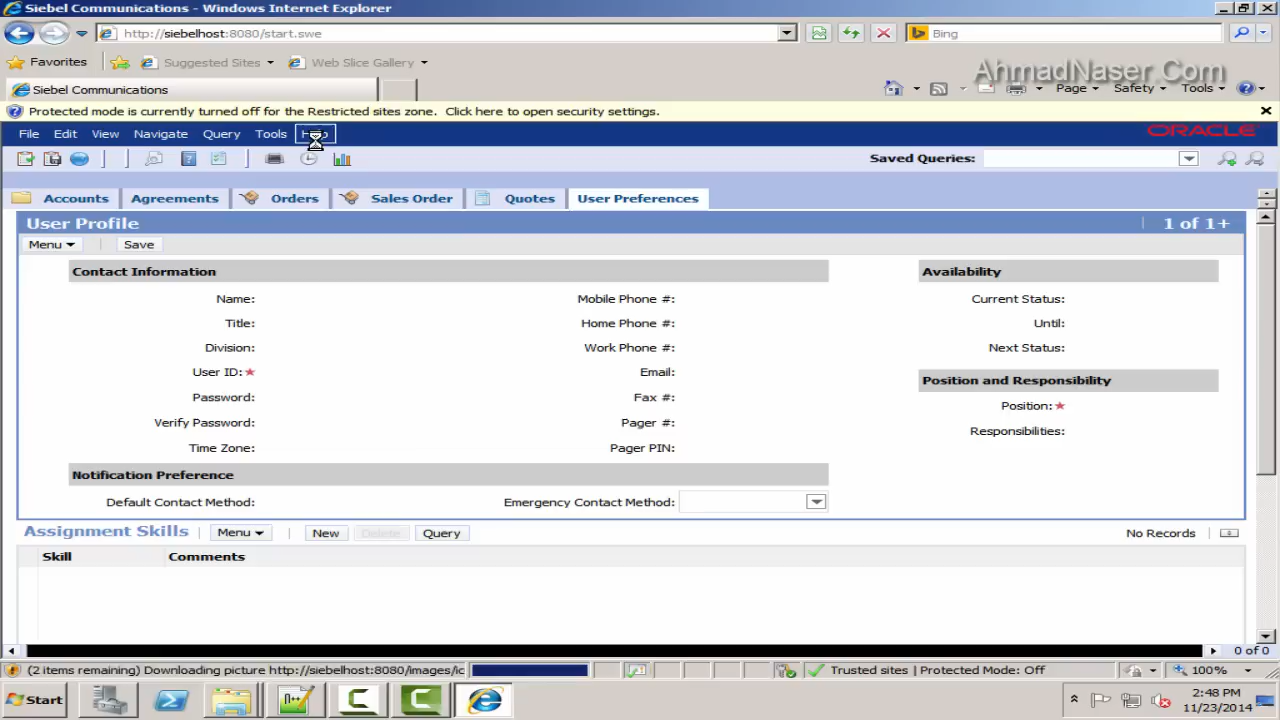 Siebel Communications - Windows Internet Explorer
http://siebelhost:8080/start.swe
Bing
Favorites Suggested Sites Web Slice Gallery
AhmadNaser.Com
Siebel Communications
Page Safety Tools
Protected mode is currently turned off for the Restricted sites zone. Click here to open security settings.
File Edit View Navigate Query Tools Help
ORACLE
Saved Queries:
Accounts Agreements Orders Sales Order Quotes User Preferences
User Profile 1 of 1+
Menu Save
Contact Information Availability
Name: Mobile Phone #: Current Status:
Title: Home Phone #: Until:
Division: Work Phone #: Next Status:
User ID: Email: Position and Responsibility
Password: Fax #: Position:
Verify Password: Pager #: Responsibilities:
Time Zone: Pager PIN:
Notification Preference
Default Contact Method: Emergency Contact Method:
Assignment Skills Menu New Delete Query No Records
Skill Comments
0 of 0
(2 items remaining) Downloading picture http://siebelhost:8080/images/ic Trusted sites | Protected Mode: Off 100%
Start N++ C C 2:48 PM
11/23/2014